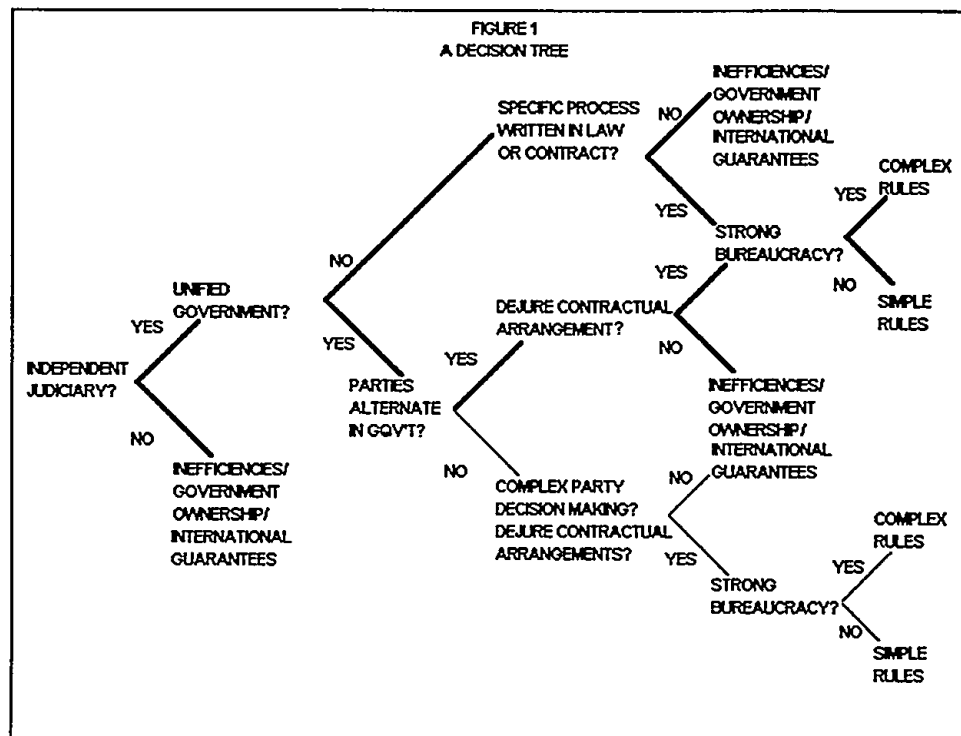 FIGURE 1
A DECISION TREE
INEFFICIENCES/
GOVERNMENT
OWNERSHIP/
INTERNATIONAL
GUARANTEES
SPECIFIC PROCESS
WRITTEN IN LAW
OR CONTRACT?
NO
YES
STRONG
BUREAUCRACY?
YES
COMPLEX
RULES
NO
SIMPLE
RULES
NO
UNIFIED
GOVERNMENT?
YES
YES
INDEPENDENT
JUDICIARY?
NO
INEFFICIENCES/
GOVERNMENT
OWNERSHIP/
INTERNATIONAL
GUARANTEES
PARTIES
ALTERNATE
IN GOV'T?
YES
DEJURE CONTRACTUAL
ARRANGEMENT?
YES
NO
INEFFICIENCES/
GOVERNMENT
OWNERSHIP/
INTERNATIONAL
GUARANTEES
NO
COMPLEX PARTY
DECISION MAKING?
DEJURE CONTRACTUAL
ARRANGEMENTS?
NO
YES
STRONG
BUREAUCRACY?
YES
COMPLEX
RULES
NO
SIMPLE
RULES